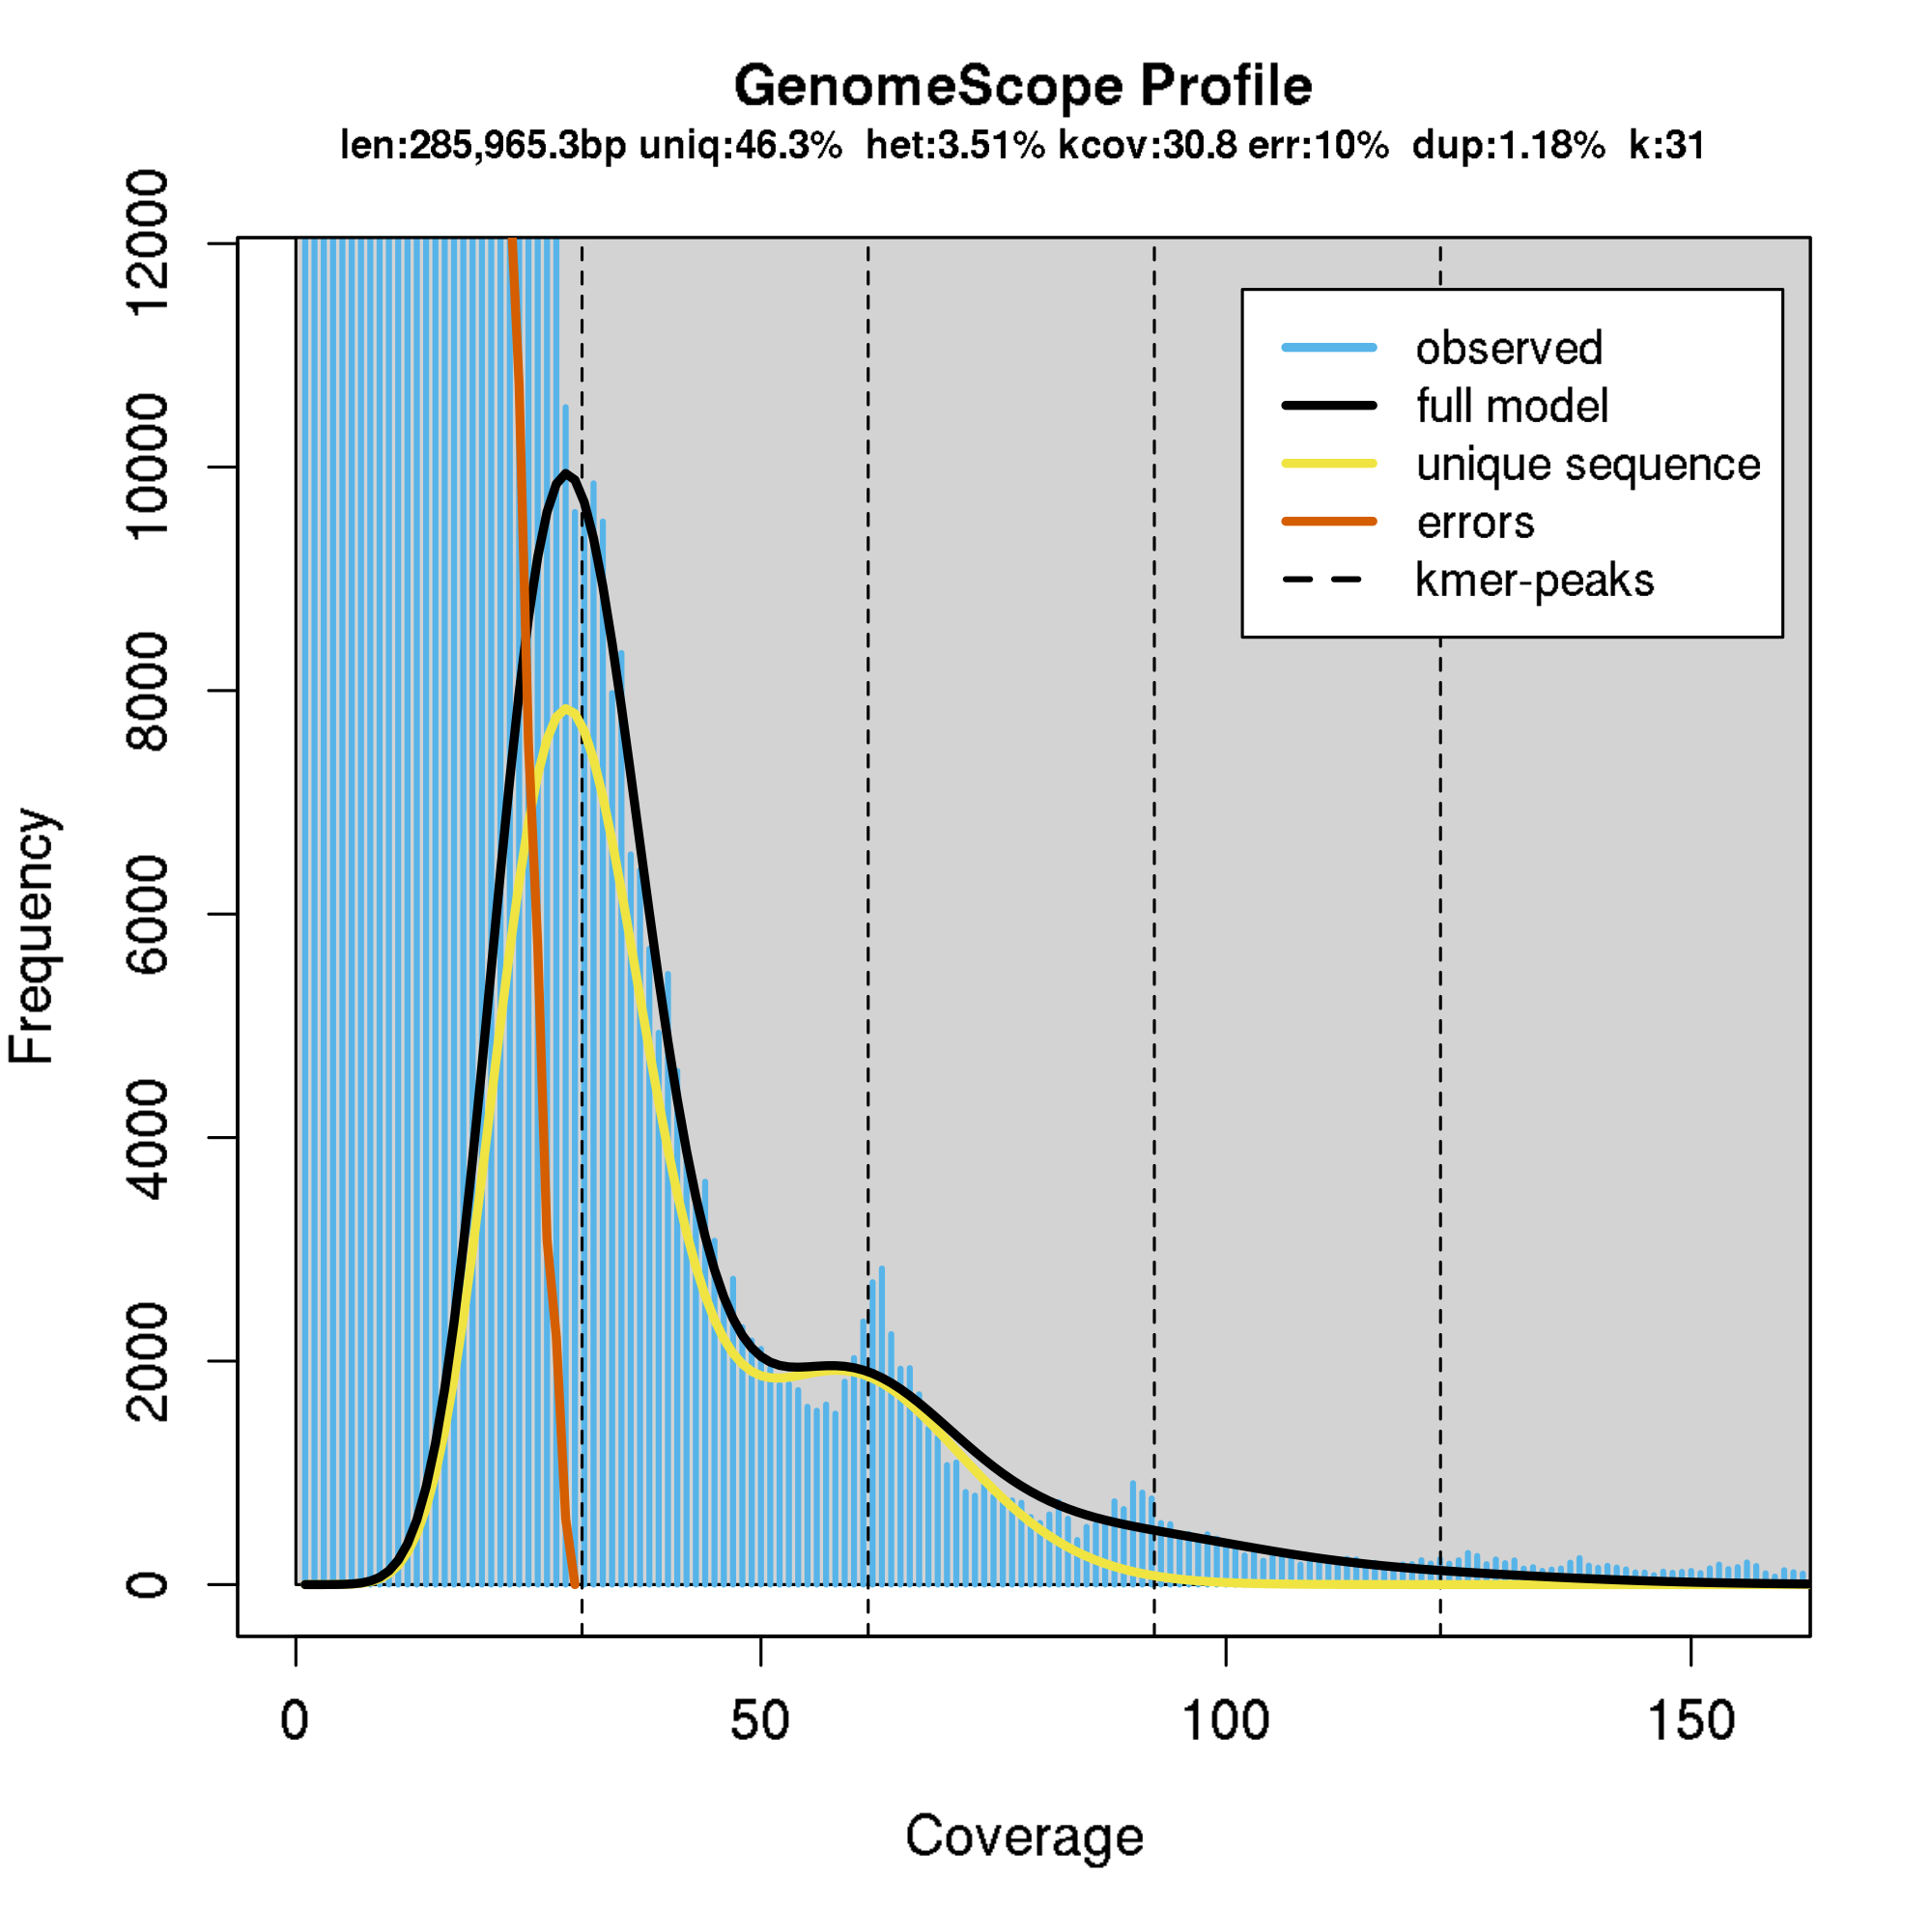 GenomeScope Profile
len:285,965.3bp uniq:46.3% het:3.51% kcov:30.8 err:10% dup:1.18% k:31
12000
10000
8000
6000
4000
2000
0
Frequency
observed
full model
unique sequence
errors
kmer-peaks
0 50 100 150
Coverage